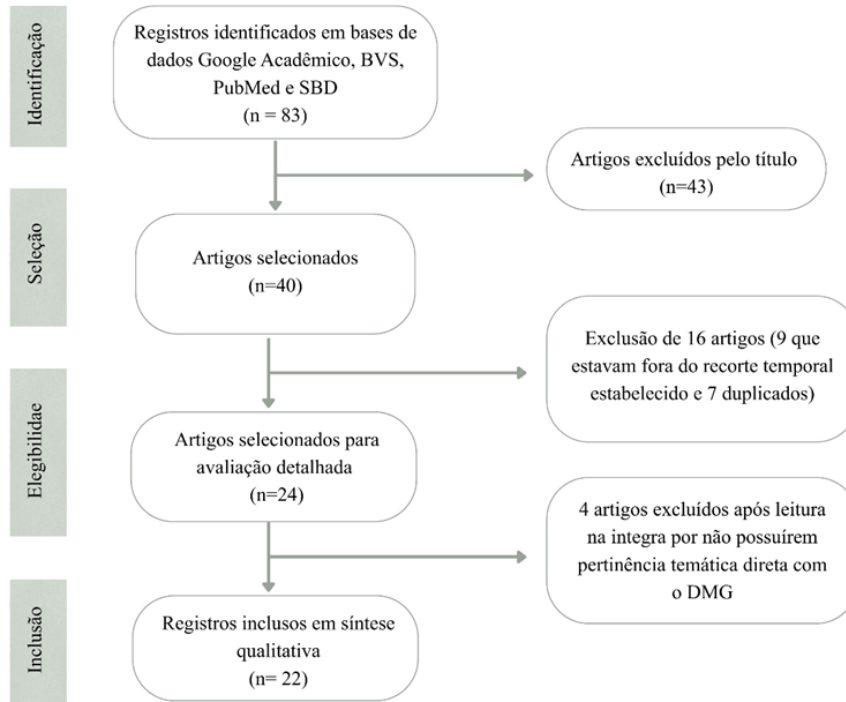 Identificação
Registros identificados em bases de
dados Google Acadêmico, BVS,
PubMed e SBD
(n = 83)
Artigos excluídos pelo título
(n=43)
Seleção
Artigos selecionados
(n=40)
Exclusão de 16 artigos (9 que
estavam fora do recorte temporal
estabelecido e 7 duplicados)
Elegibilidae
Artigos selecionados para
avaliação detalhada
(n=24)
4 artigos excluídos após leitura
na integra por não possuírem
pertinência temática direta com
o DMG
Inclusão
Registros inclusos em síntese
qualitativa
(n= 22)